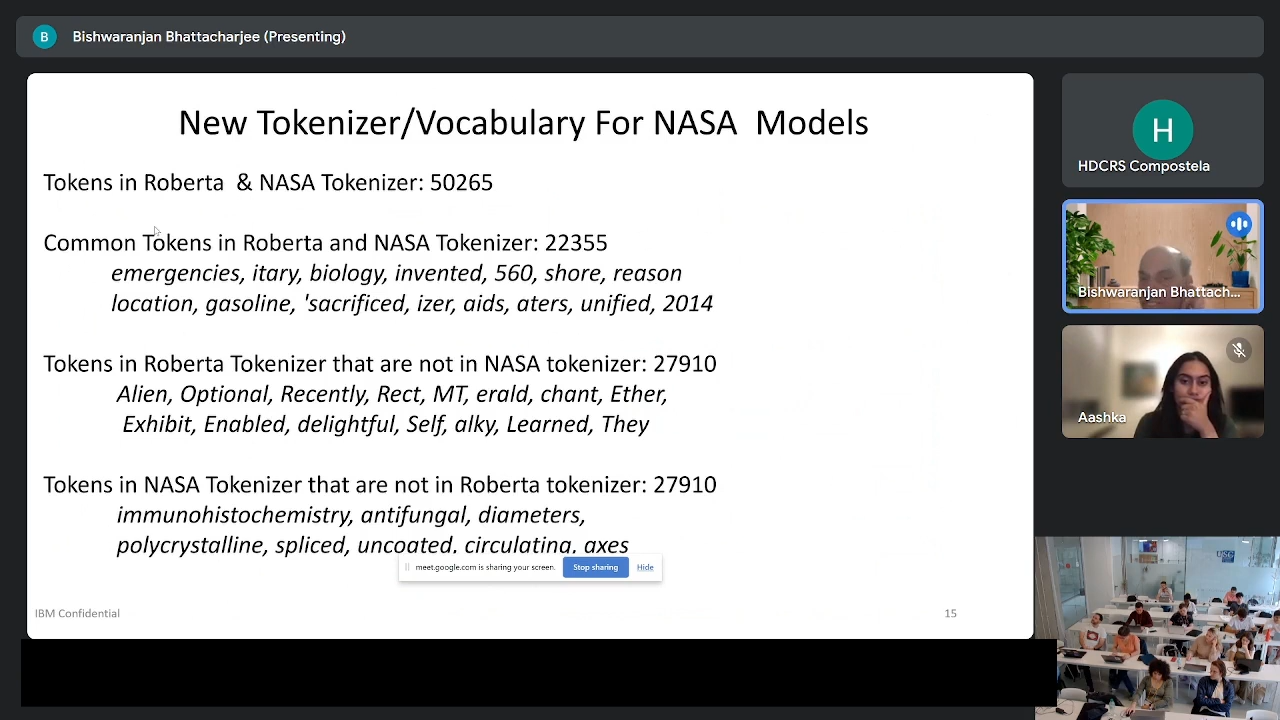 B
Bishwaranjan Bhattacharjee (Presenting)
New Tokenizer/Vocabulary For NASA Models
Tokens in Roberta & NASA Tokenizer: 50265
Common Tokens in Roberta and NASA Tokenizer: 22355
emergencies, itary, biology, invented, 560, shore, reason
location, gasoline, 'sacrificed, izer, aids, aters, unified, 2014
Tokens in Roberta Tokenizer that are not in NASA tokenizer: 27910
Alien, Optional, Recently, Rect, MT, erald, chant, Ether,
Exhibit, Enabled, delightful, Self, alky, Learned, They
Tokens in NASA Tokenizer that are not in Roberta tokenizer: 27910
immunohistochemistry, antifungal, diameters,
polycrystalline, spliced, uncoated, circulating, axes
meet.google.com is sharing your screen.
Stop sharing
Hide
IBM Confidential
15
H
HDCRS Compostela
Bishwaranjan Bhattach...
Aashka
USC